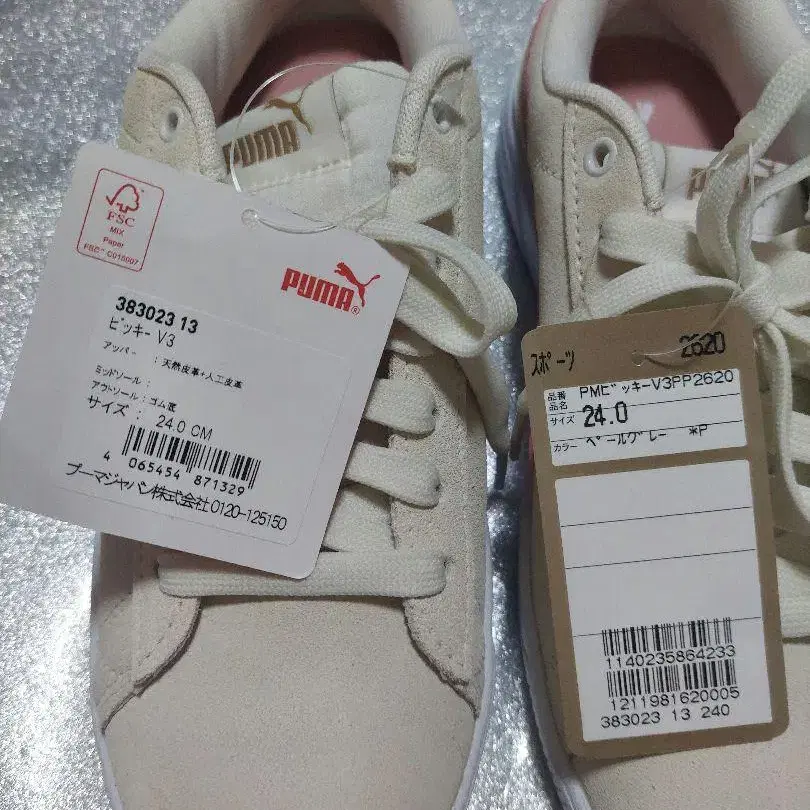 PUMA
PUMA
FSC
MIX
Paper
FSC™ C016007
PUMA®
383023 13
ビッキー V3
アッパー : 天然皮革+人工皮革
ミッドソール :
アウトソール : ゴム底
サイズ : 24.0 CM
4 065454 871329
プーマジャパン株式会社 0120-125150
スポーツ 2620
品番
品名 PMビッキーV3PP2620
サイズ 24.0
カラー ペールグレー *P
1140235864233
1211981620005
383023 13 240